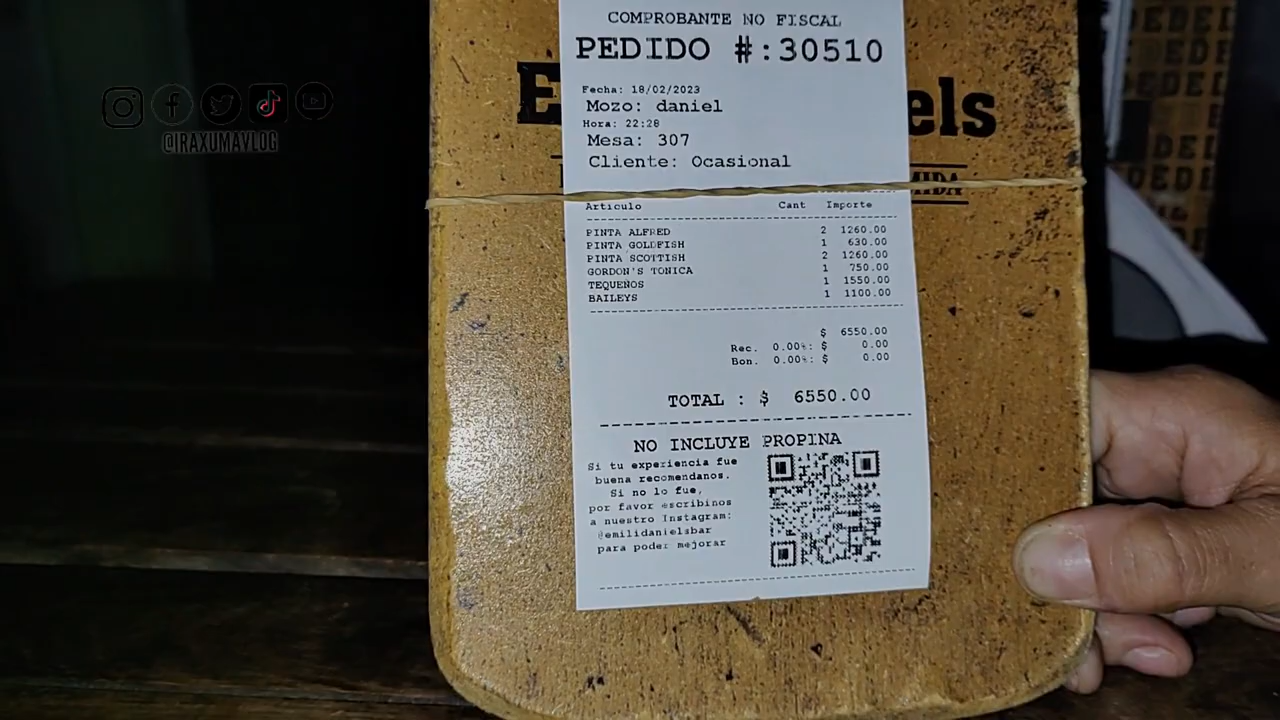 COMPROBANTE NO FISCAL
PEDIDO #:30510
Fecha: 18/02/2023
Mozo: daniel
Hora: 22:28
Mesa: 307
Cliente: Ocasional
Articulo Cant Importe
PINTA ALFRED 2 1260.00
PINTA GOLDFISH 1 630.00
PINTA SCOTTISH 2 1260.00
GORDON'S TONICA 1 750.00
TEQUEÑOS 1 1550.00
BAILEYS 1 1100.00
$ 6550.00
Rec. 0.00%: $ 0.00
Bon. 0.00%: $ 0.00
TOTAL : $ 6550.00
NO INCLUYE PROPINA
Si tu experiencia fue
buena recomendanos.
Si no lo fue,
por favor escribinos
a nuestro Instagram:
@emilidanielsbar
para poder mejorar
@IRAXUMAVLOG